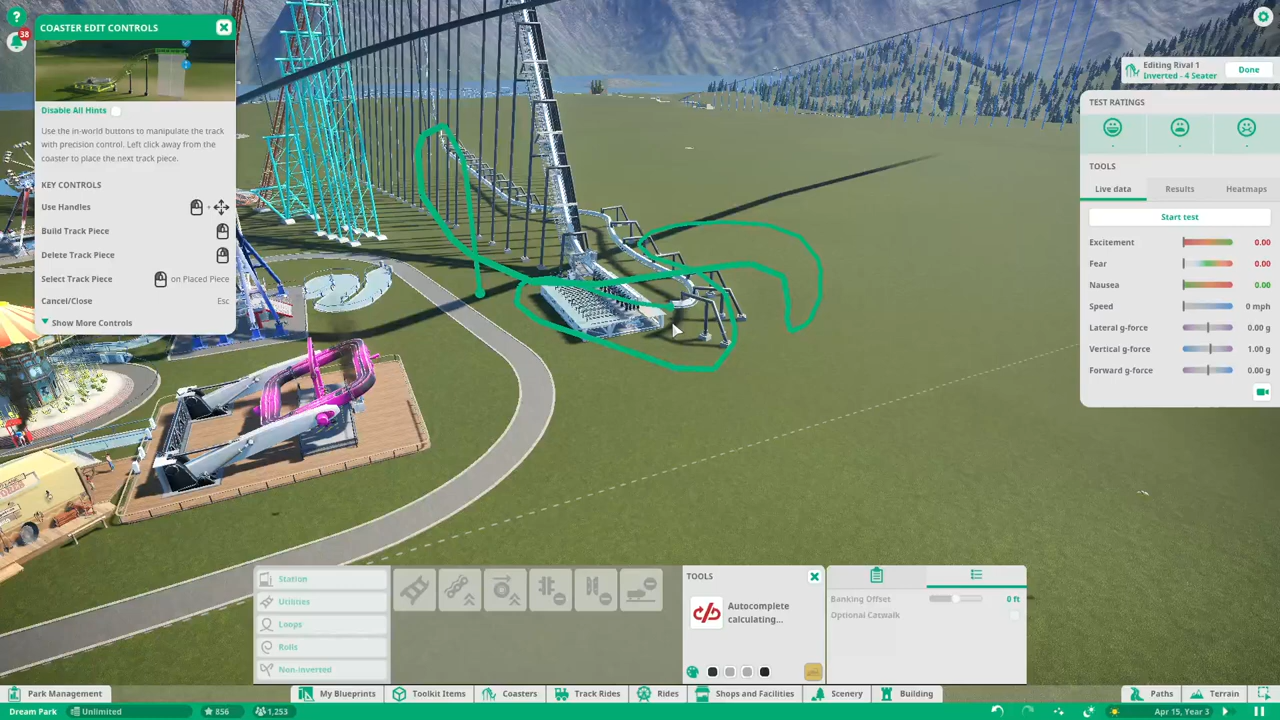 ?
COASTER EDIT CONTROLS
38
Disable All Hints
Use the in-world buttons to manipulate the track
with precision control. Left click away from the
coaster to place the next track piece.
KEY CONTROLS
Use Handles
Build Track Piece
Delete Track Piece
Select Track Piece on Placed Piece
Cancel/Close Esc
Show More Controls
Editing Rival 1
Inverted - 4 Seater
Done
TEST RATINGS
- - -
TOOLS
Live data Results Heatmaps
Start test
Excitement 0.00
Fear 0.00
Nausea 0.00
Speed 0 mph
Lateral g-force 0.00 g
Vertical g-force 1.00 g
Forward g-force 0.00 g
Station
Utilities
Loops
Rolls
Non-inverted
TOOLS
Autocomplete
calculating...
Banking Offset 0 ft
Optional Catwalk
Park Management My Blueprints Toolkit Items Coasters Track Rides Rides Shops and Facilities Scenery Building Paths Terrain
Dream Park Unlimited 856 1,253 Apr 15, Year 3